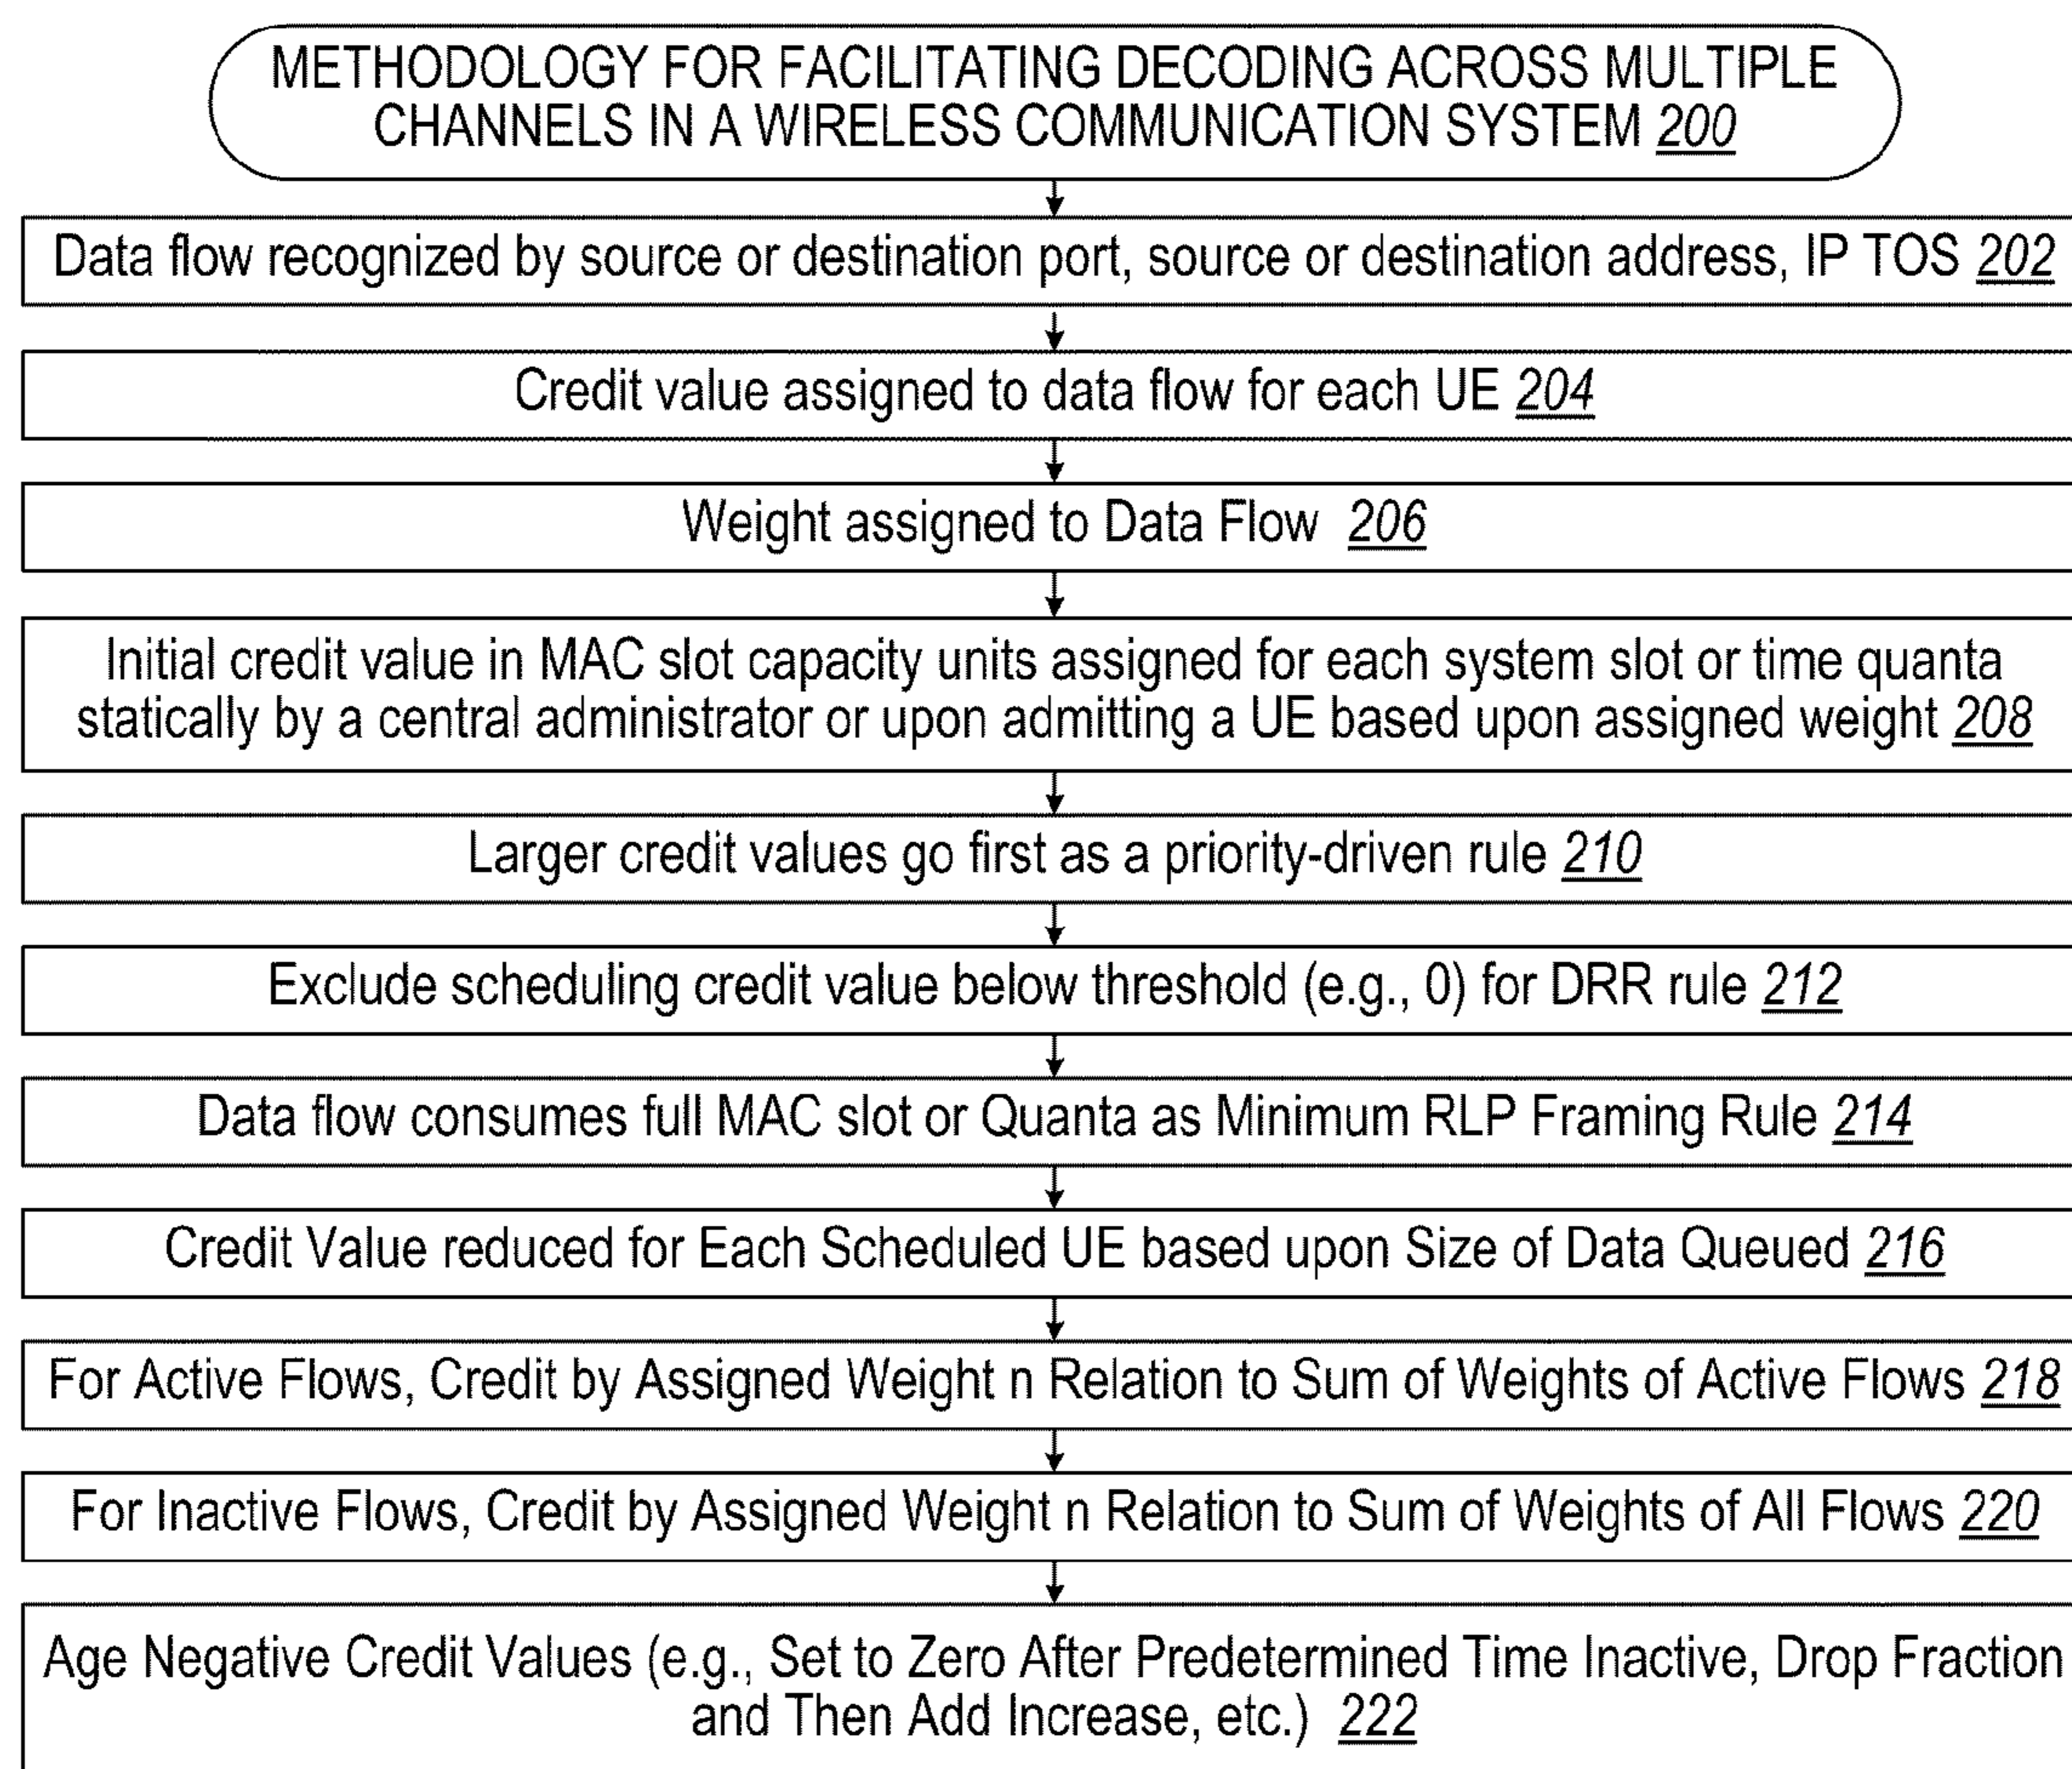 METHODOLOGY FOR FACILITATING DECODING ACROSS MULTIPLE
CHANNELS IN A WIRELESS COMMUNICATION SYSTEM 200
Data flow recognized by source or destination port, source or destination address, IP TOS 202
Credit value assigned to data flow for each UE 204
Weight assigned to Data Flow 206
Initial credit value in MAC slot capacity units assigned for each system slot or time quanta
statically by a central administrator or upon admitting a UE based upon assigned weight 208
Larger credit values go first as a priority-driven rule 210
Exclude scheduling credit value below threshold (e.g., 0) for DRR rule 212
Data flow consumes full MAC slot or Quanta as Minimum RLP Framing Rule 214
Credit Value reduced for Each Scheduled UE based upon Size of Data Queued 216
For Active Flows, Credit by Assigned Weight n Relation to Sum of Weights of Active Flows 218
For Inactive Flows, Credit by Assigned Weight n Relation to Sum of Weights of All Flows 220
Age Negative Credit Values (e.g., Set to Zero After Predetermined Time Inactive, Drop Fraction
and Then Add Increase, etc.) 222